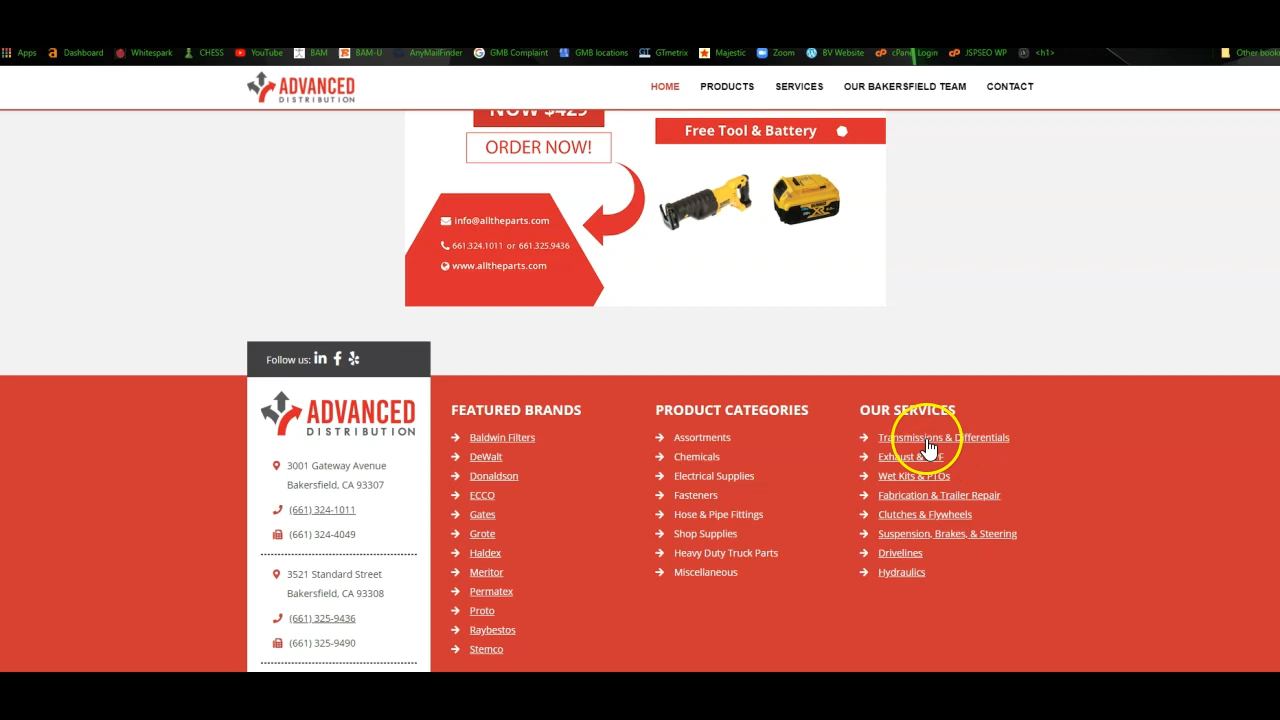 Apps Dashboard Whitespark CHESS YouTube BAM BAM-U AnyMailFinder GMB Complaint GMB locations GTmetrix Majestic Zoom BV Website cPanel Login JSPSEO WP <h1>
ADVANCED
DISTRIBUTION
HOME PRODUCTS SERVICES OUR BAKERSFIELD TEAM CONTACT
NOW $429
ORDER NOW!
Free Tool & Battery
info@alltheparts.com
661.324.1011 or 661.325.9436
www.alltheparts.com
Follow us:
ADVANCED
DISTRIBUTION
3001 Gateway Avenue
Bakersfield, CA 93307
(661) 324-1011
(661) 324-4049
3521 Standard Street
Bakersfield, CA 93308
(661) 325-9436
(661) 325-9490
FEATURED BRANDS
Baldwin Filters
DeWalt
Donaldson
ECCO
Gates
Grote
Haldex
Meritor
Permatex
Proto
Raybestos
Stemco
PRODUCT CATEGORIES
Assortments
Chemicals
Electrical Supplies
Fasteners
Hose & Pipe Fittings
Shop Supplies
Heavy Duty Truck Parts
Miscellaneous
OUR SERVICES
Transmissions & Differentials
Exhaust &
Wet Kits & PTOs
Fabrication & Trailer Repair
Clutches & Flywheels
Suspension, Brakes, & Steering
Drivelines
Hydraulics